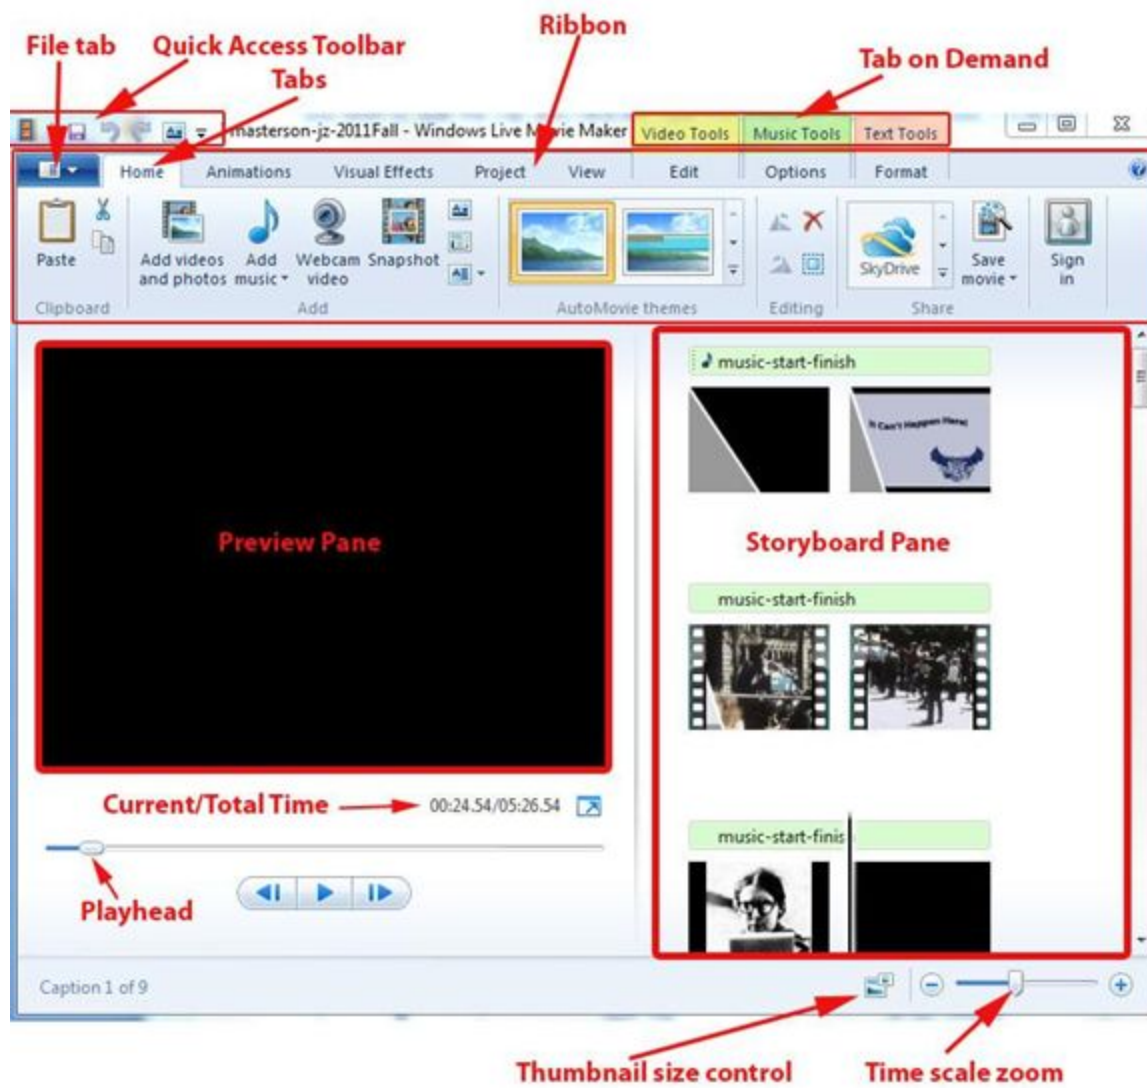 Ribbon
File tab
Quick Access Toolbar
Tab on Demand
Tabs
masterson-jz-2011Fall - Windows Live Movie Maker
Video Tools
Music Tools
Text Tools
Home
Animations
Visual Effects
Project
View
Edit
Options
Format
Paste
Add videos
and photos
Add
music
Webcam
video
Snapshot
SkyDrive
Save
movie
Sign
in
Clipboard
Add
AutoMovie themes
Editing
Share
music-start-finish
It Can't Happen Here!
Preview Pane
Storyboard Pane
music-start-finish
Current/Total Time
00:24.54/05:26.54
music-start-finis
Playhead
Caption 1 of 9
Thumbnail size control
Time scale zoom